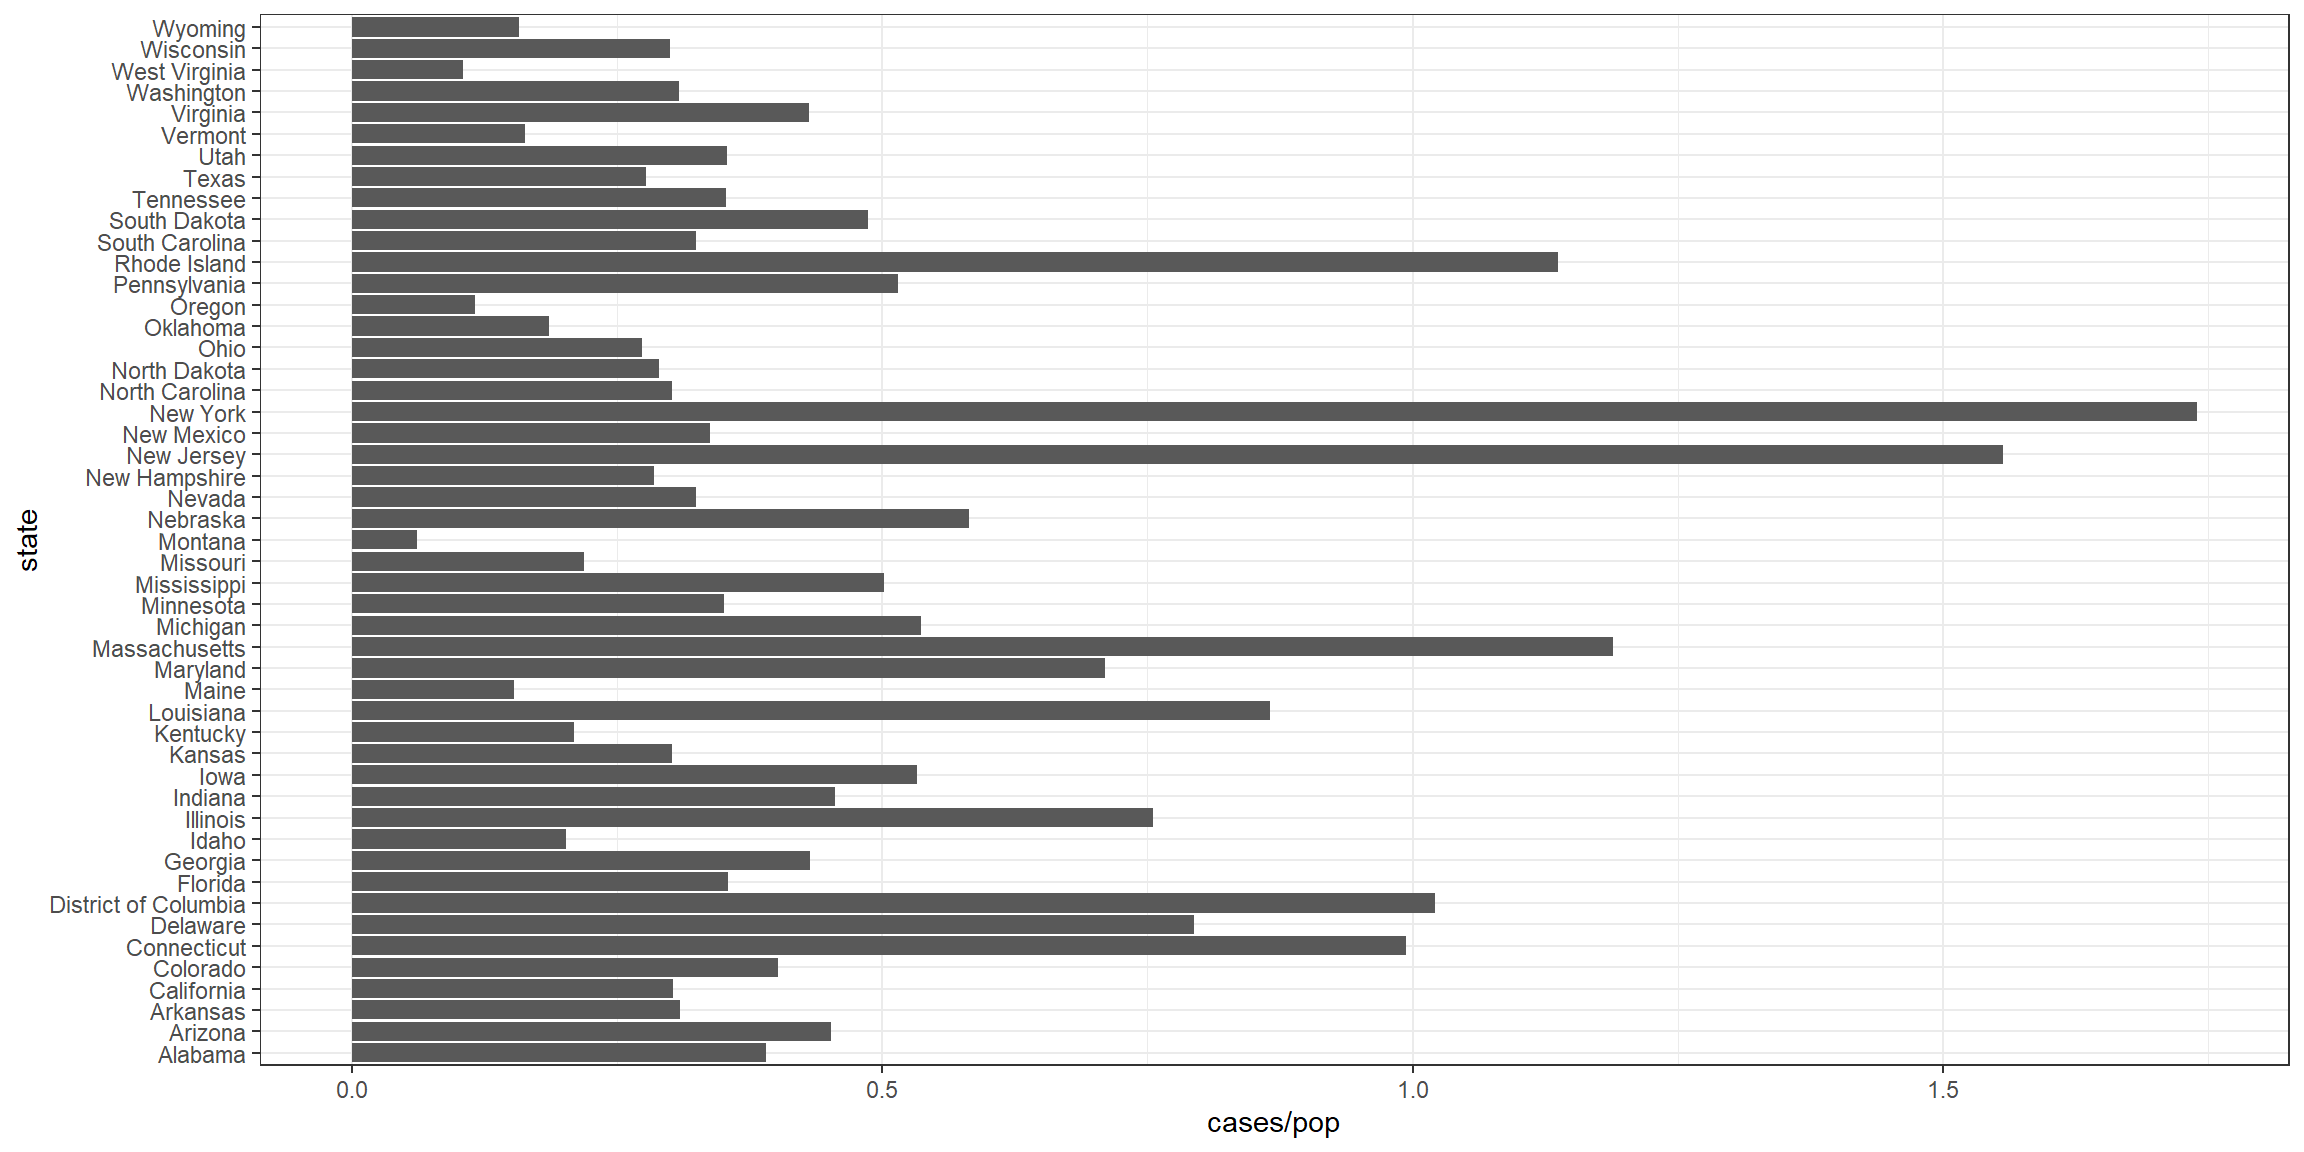 Wyoming
Wisconsin
West Virginia
Washington
Virginia
Vermont
Utah
Texas
Tennessee
South Dakota
South Carolina
Rhode Island
Pennsylvania
Oregon
Oklahoma
Ohio
North Dakota
North Carolina
New York
New Mexico
New Jersey
New Hampshire
Nevada
Nebraska
Montana
Missouri
Mississippi
Minnesota
Michigan
Massachusetts
Maryland
Maine
Louisiana
Kentucky
Kansas
Iowa
Indiana
Illinois
Idaho
Georgia
Florida
District of Columbia
Delaware
Connecticut
Colorado
California
Arkansas
Arizona
Alabama
state
0.0 0.5 1.0 1.5
cases/pop